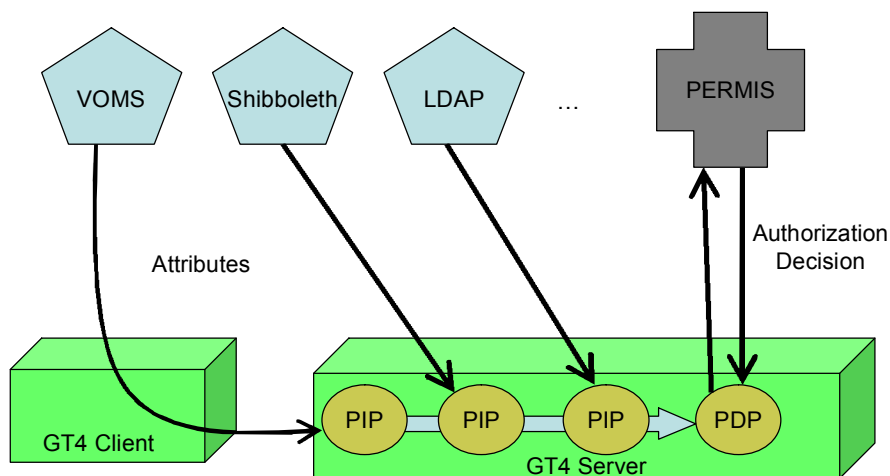 VOMS
Shibboleth
LDAP
...
PERMIS
Attributes
Authorization
Decision
PIP
PIP
PIP
PDP
GT4 Client
GT4 Server